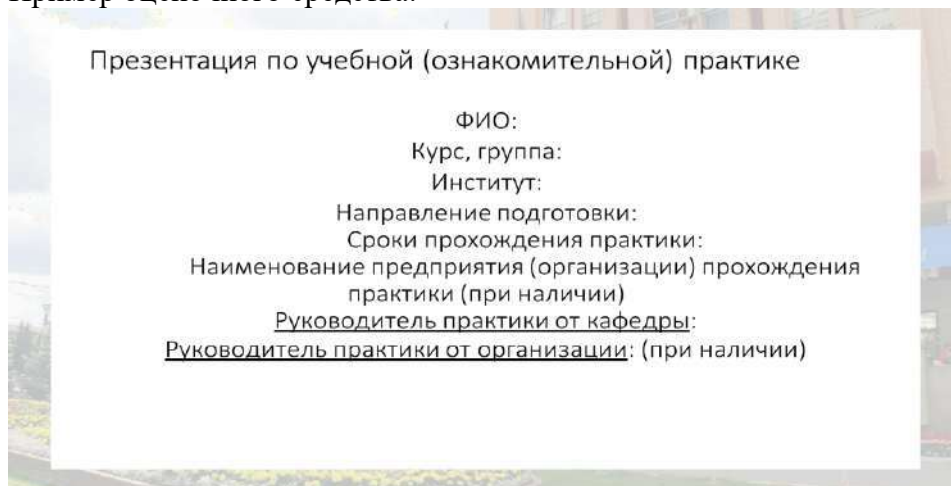 Презентация по учебной (ознакомительной) практике
ФИО:
Курс, группа:
Институт:
Направление подготовки:
Сроки прохождения практики:
Наименование предприятия (организации) прохождения
практики (при наличии)
Руководитель практики от кафедры:
Руководитель практики от организации: (при наличии)